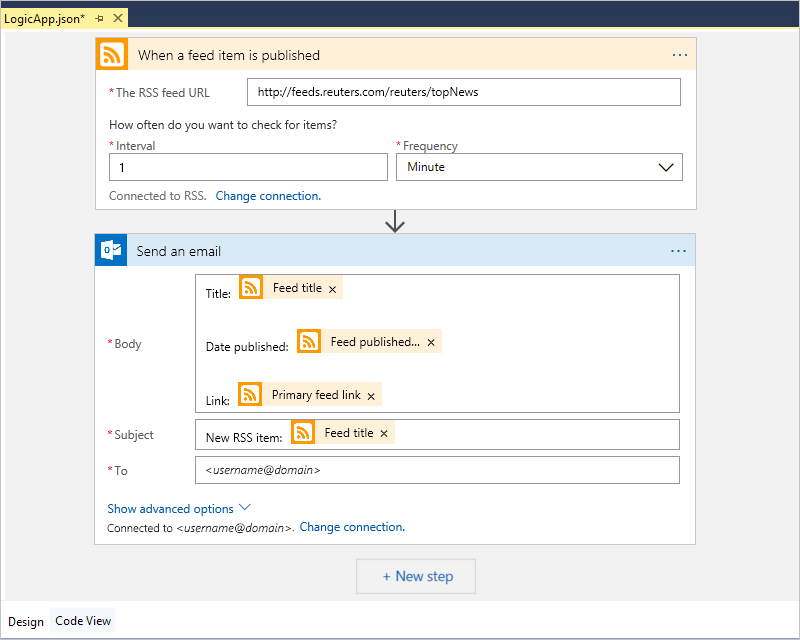 LogicApp.json*
When a feed item is published
...
* The RSS feed URL http://feeds.reuters.com/reuters/topNews
How often do you want to check for items?
* Interval * Frequency
1 Minute
Connected to RSS. Change connection.
Send an email
...
Title: Feed title ×
* Body Date published: Feed published... ×
Link: Primary feed link ×
* Subject New RSS item: Feed title ×
* To <username@domain>
Show advanced options
Connected to <username@domain>. Change connection.
+ New step
Design Code View